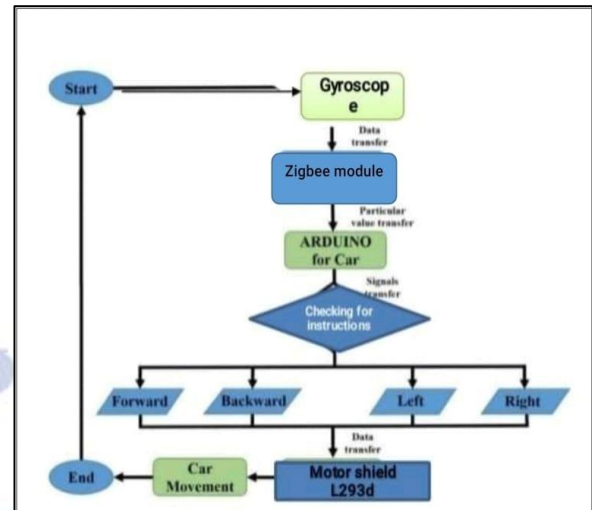 Start
Gyroscop
e
Data
transfer
Zigbee module
Particular
value transfer
ARDUINO
for Car
Signals
transfer
Checking for
instructions
Forward
Backward
Left
Right
Data
transfer
End
Car
Movement
Motor shield
L293d